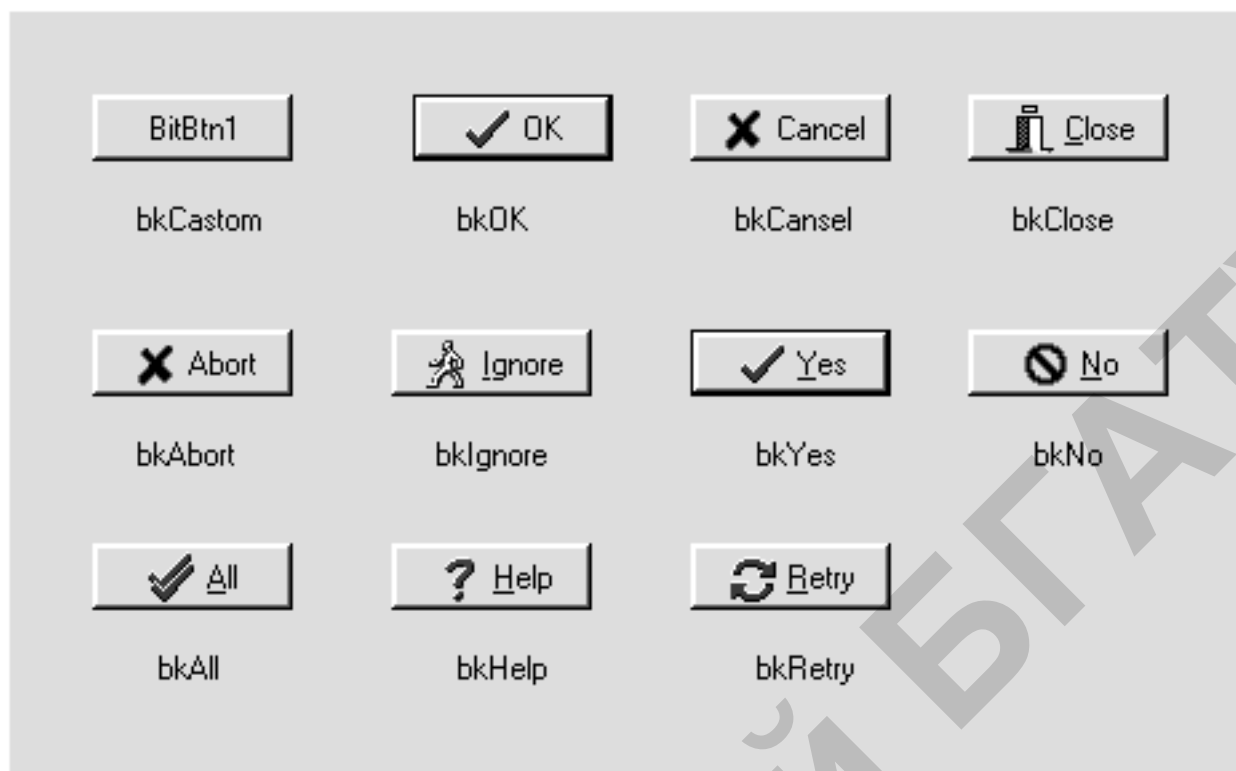 BitBtn1 OK Cancel Close
bkCastom bkOK bkCansel bkClose
Abort Ignore Yes No
bkAbort bkIgnore bkYes bkNo
All Help Retry
bkAll bkHelp bkRetry
Й БГАТУ